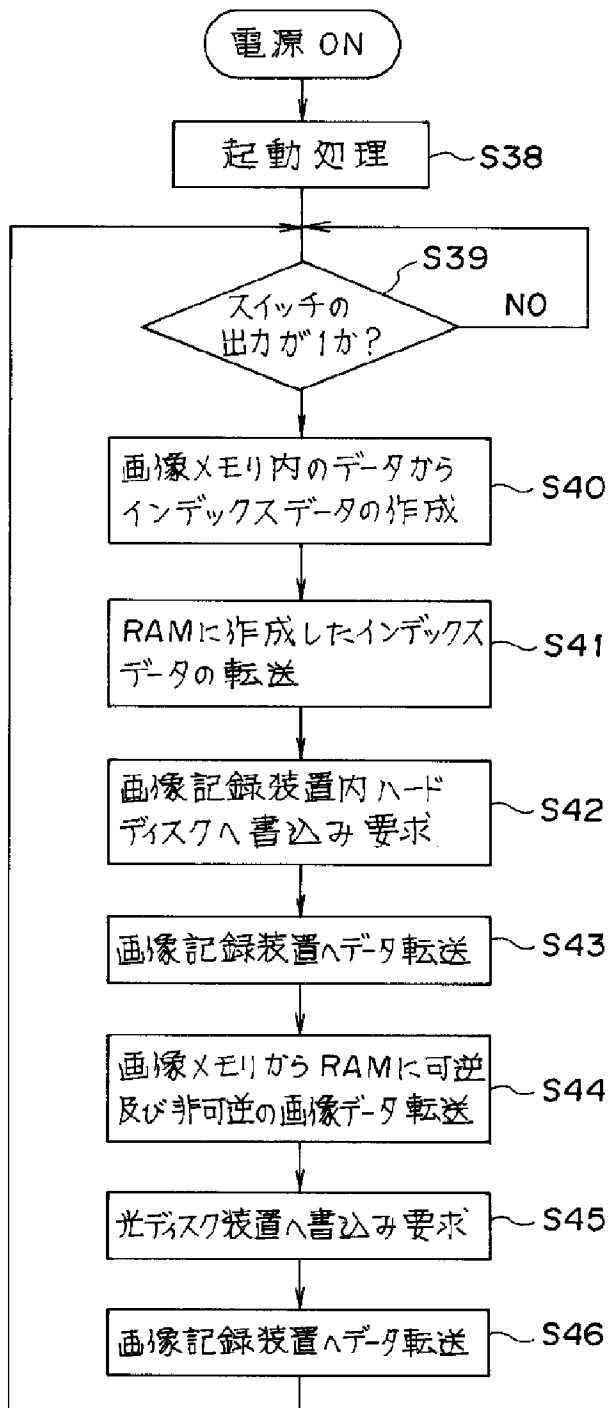 電源 ON
起動処理
S38
S39
スイッチの
出力が1か?
NO
画像メモリ内のデータから
インデックスデータの作成
S40
RAMに作成したインデックス
データの転送
S41
画像記録装置内ハード
ディスクへ書込み要求
S42
画像記録装置へデータ転送
S43
画像メモリからRAMに可逆
及び非可逆の画像データ転送
S44
光ディスク装置へ書込み要求
S45
画像記録装置へデータ転送
S46